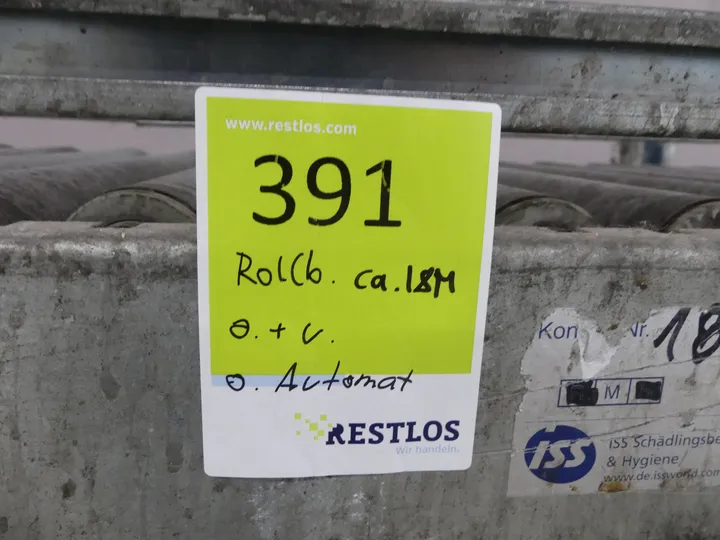 www.restlos.com
391
Rollb. ca. 18M
o. + u.
o. Automat
RESTLOS
Wir handeln.
Kon Nr. 18
M
ISS
ISS Schädlingsbe
& Hygiene
www.de.issworld.com